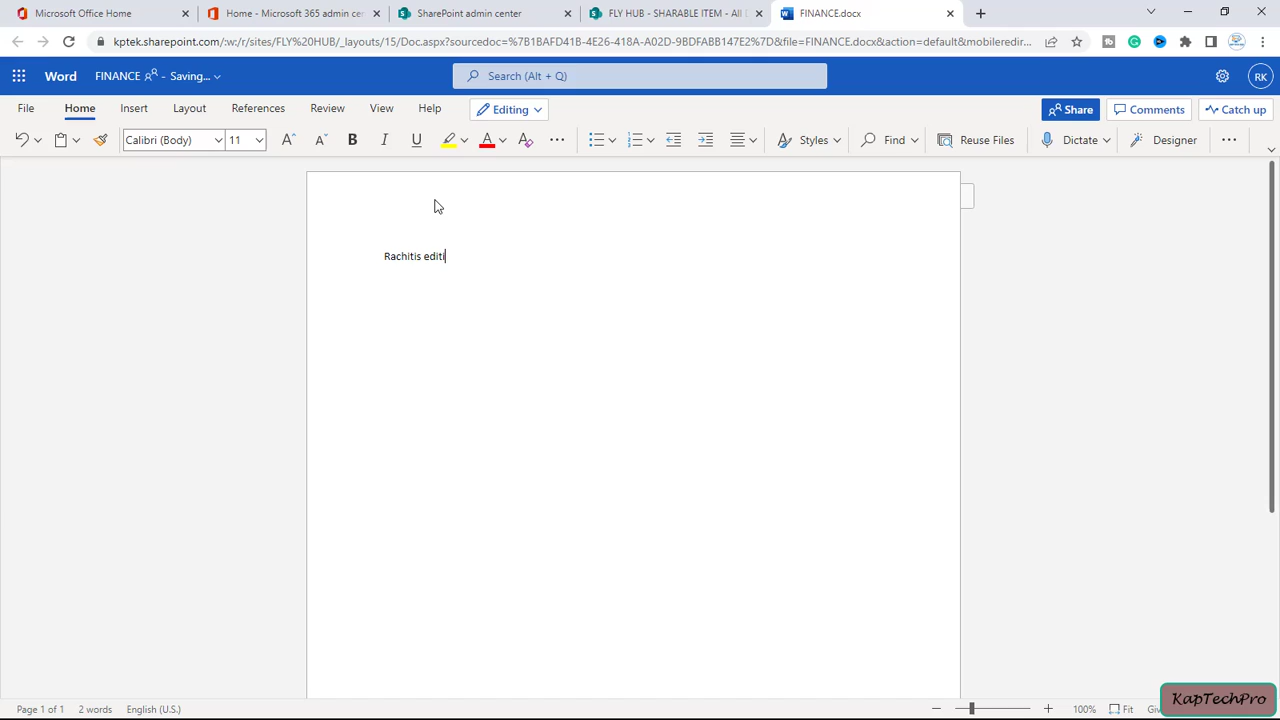 Microsoft Office Home
Home - Microsoft 365 admin cen
SharePoint admin center
FLY HUB - SHARABLE ITEM - All D
FINANCE.docx
kptek.sharepoint.com/:w:/r/sites/FLY%20HUB/_layouts/15/Doc.aspx?sourcedoc=%7B1BAFD41B-4E26-418A-A02D-9BDFABB147E2%7D&file=FINANCE.docx&action=default&mobileredir...
Word FINANCE - Saving... Search (Alt + Q) RK
File Home Insert Layout References Review View Help Editing Share Comments Catch up
Calibri (Body) 11 A A B I U A A Styles Find Reuse Files Dictate Designer
Rachitis editi
Page 1 of 1 2 words English (U.S.) 100% Fit
KapTechPro